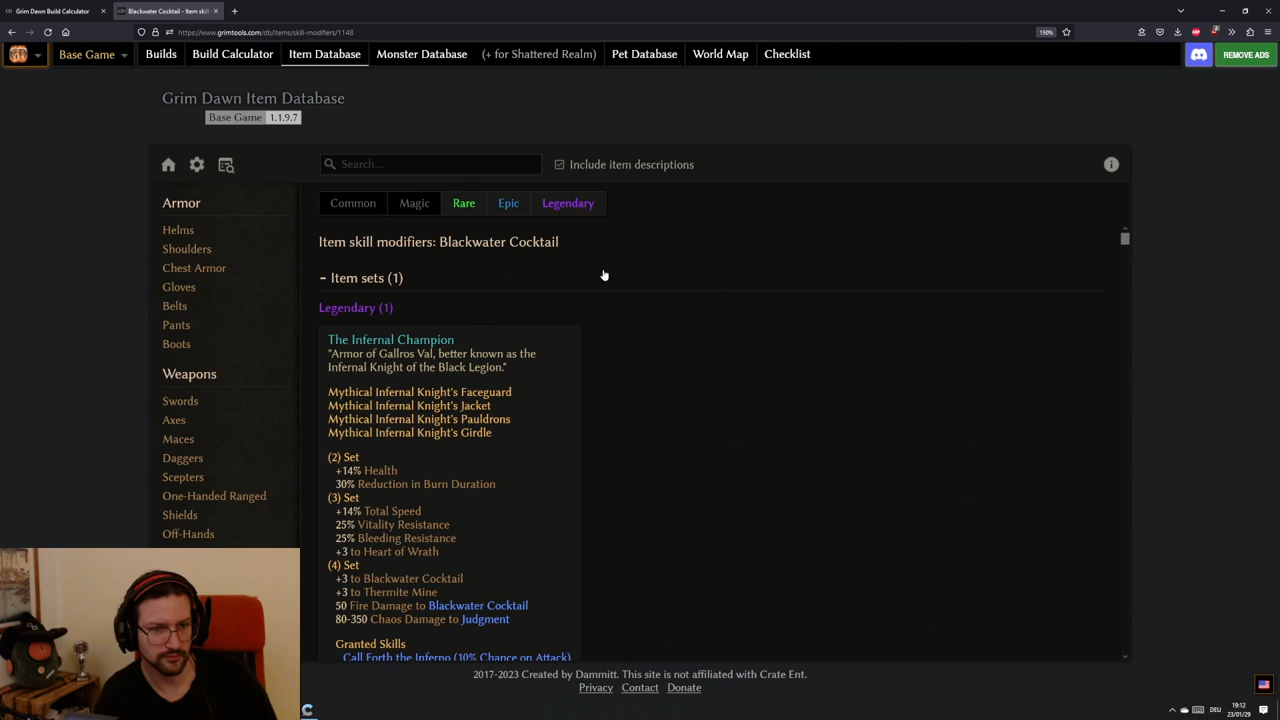 Grim Dawn Build Calculator
Blackwater Cocktail - Item skil
https://www.grimtools.com/db/items/skill-modifiers/1148
150%
Base Game
Builds
Build Calculator
Item Database
Monster Database
(+ for Shattered Realm)
Pet Database
World Map
Checklist
REMOVE ADS
Grim Dawn Item Database
Base Game 1.1.9.7
Search...
Include item descriptions
Armor
Helms
Shoulders
Chest Armor
Gloves
Belts
Pants
Boots
Weapons
Swords
Axes
Maces
Daggers
Scepters
One-Handed Ranged
Shields
Off-Hands
Common
Magic
Rare
Epic
Legendary
Item skill modifiers: Blackwater Cocktail
- Item sets (1)
Legendary (1)
The Infernal Champion
"Armor of Gallros Val, better known as the
Infernal Knight of the Black Legion."
Mythical Infernal Knight's Faceguard
Mythical Infernal Knight's Jacket
Mythical Infernal Knight's Pauldrons
Mythical Infernal Knight's Girdle
(2) Set
+14% Health
30% Reduction in Burn Duration
(3) Set
+14% Total Speed
25% Vitality Resistance
25% Bleeding Resistance
+3 to Heart of Wrath
(4) Set
+3 to Blackwater Cocktail
+3 to Thermite Mine
50 Fire Damage to Blackwater Cocktail
80-350 Chaos Damage to Judgment
Granted Skills
Call Forth the Inferno (10% Chance on Attack)
2017-2023 Created by Dammitt. This site is not affiliated with Crate Ent.
Privacy
Contact
Donate
DEU
19:12
23/01/29